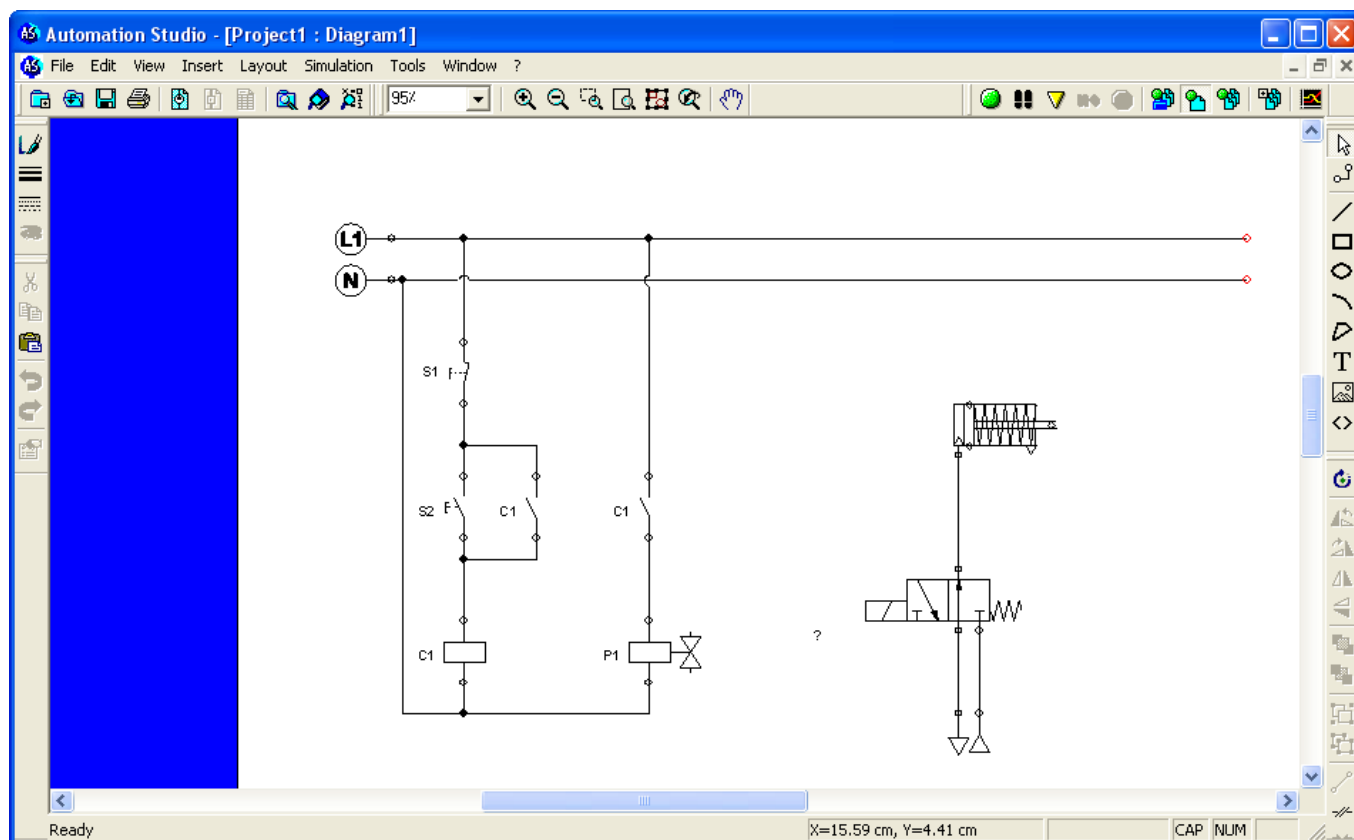 Automation Studio - [Project1 : Diagram1]
File Edit View Insert Layout Simulation Tools Window ?
95%
L1
N
S1
S2 C1 C1
?
C1 P1
Ready X=15.59 cm, Y=4.41 cm CAP NUM